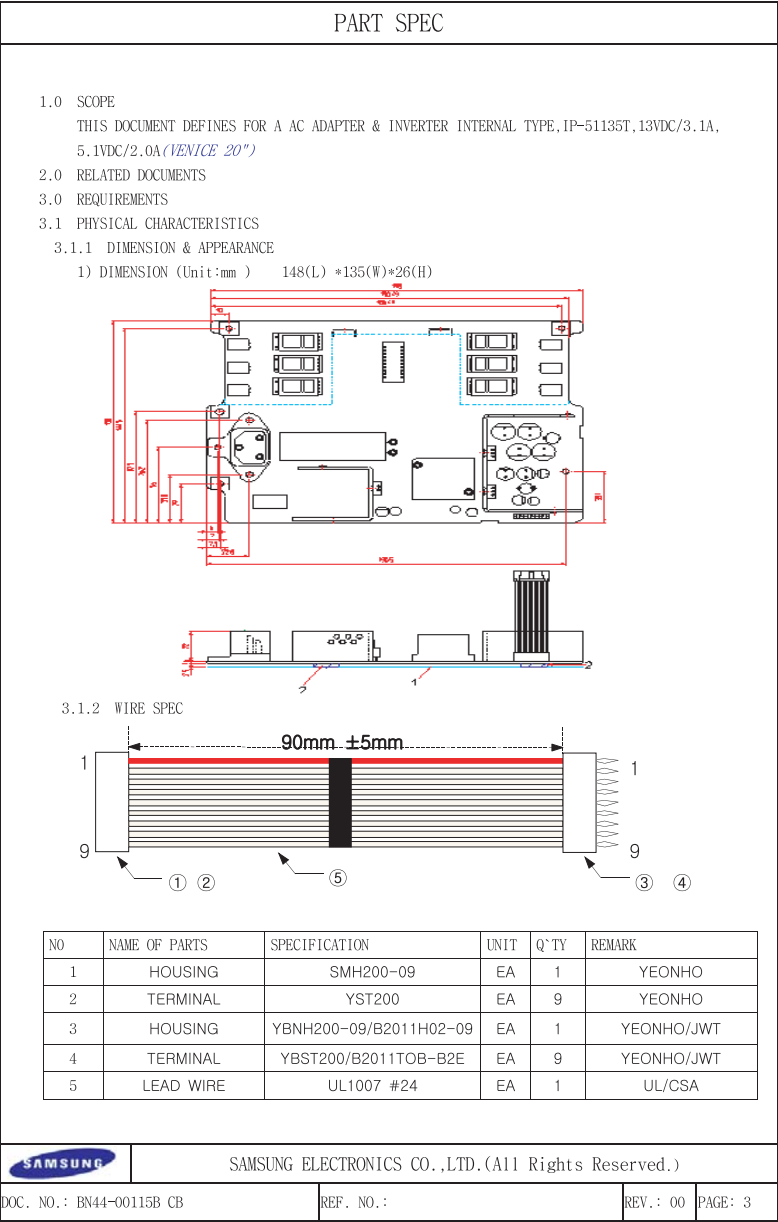 PART SPEC
1.0 SCOPE
THIS DOCUMENT DEFINES FOR A AC ADAPTER & INVERTER INTERNAL TYPE,IP-51135T,13VDC/3.1A,
5.1VDC/2.0A(VENICE 20")
2.0 RELATED DOCUMENTS
3.0 REQUIREMENTS
3.1 PHYSICAL CHARACTERISTICS
3.1.1 DIMENSION & APPEARANCE
1) DIMENSION (Unit:mm ) 148(L) *135(W)*26(H)
2 1 2
3.1.2 WIRE SPEC
90mm ±5mm
1 1
9 9
① ② ⑤ ③ ④
NO NAME OF PARTS SPECIFICATION UNIT Q`TY REMARK
1 HOUSING SMH200-09 EA 1 YEONHO
2 TERMINAL YST200 EA 9 YEONHO
3 HOUSING YBNH200-09/B2011H02-09 EA 1 YEONHO/JWT
4 TERMINAL YBST200/B2011TOB-B2E EA 9 YEONHO/JWT
5 LEAD WIRE UL1007 #24 EA 1 UL/CSA
SAMSUNG SAMSUNG ELECTRONICS CO.,LTD.(All Rights Reserved.)
DOC. NO.: BN44-00115B CB REF. NO.: REV.: 00 PAGE: 3